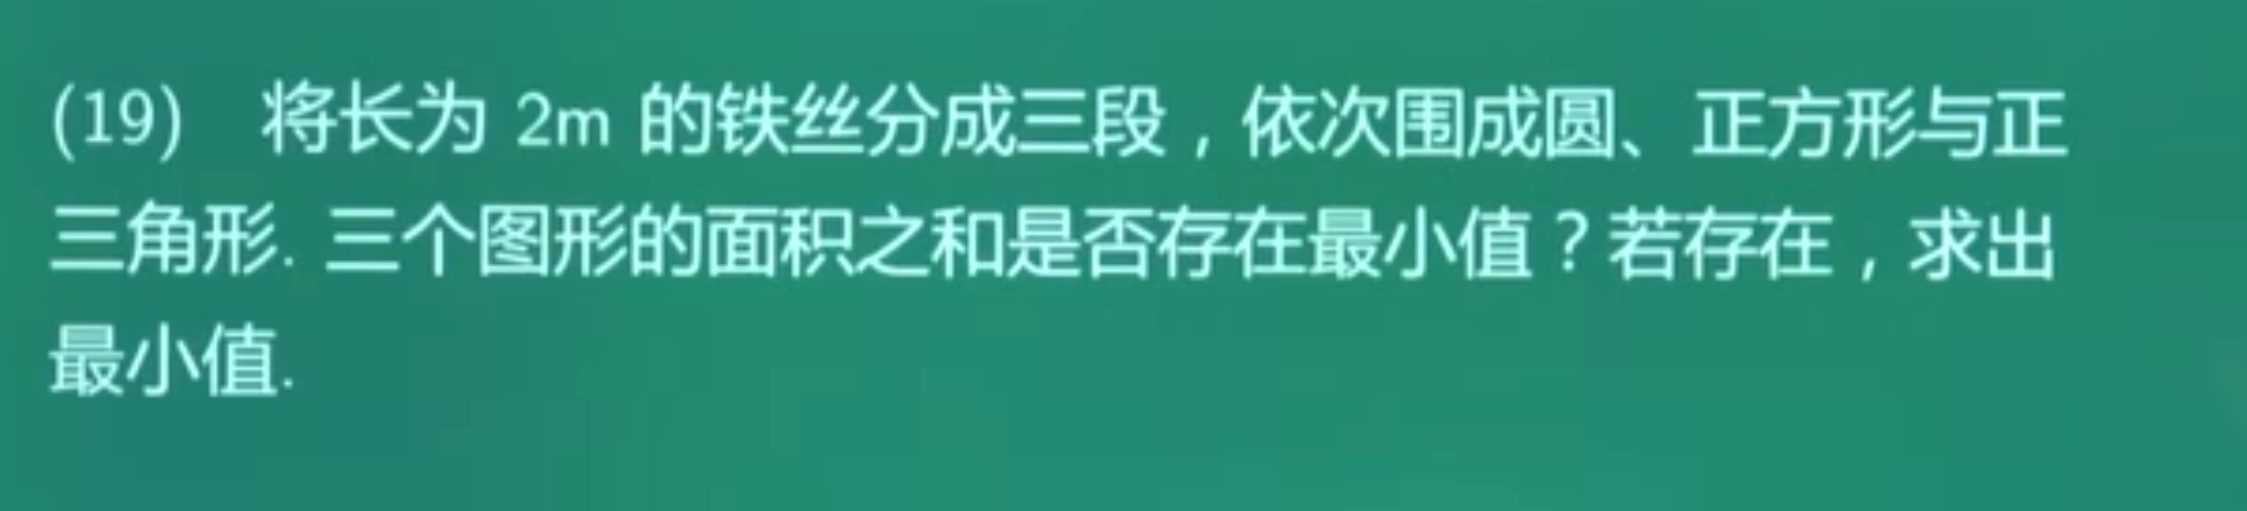 (19) 将长为 2m 的铁丝分成三段，依次围成圆、正方形与正
三角形. 三个图形的面积之和是否存在最小值？若存在，求出
最小值.